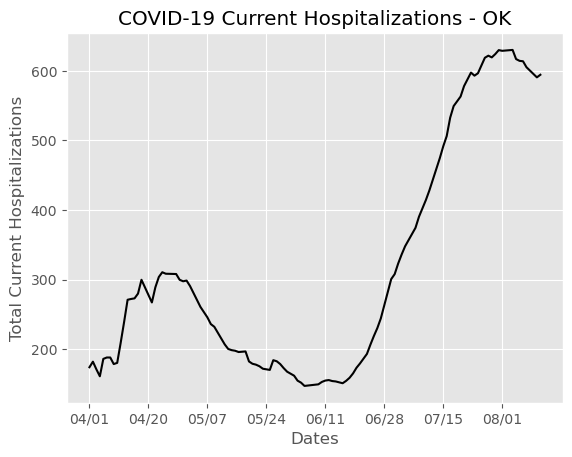 COVID-19 Current Hospitalizations - OK
Total Current Hospitalizations
600
500
400
300
200
04/01 04/20 05/07 05/24 06/11 06/28 07/15 08/01
Dates